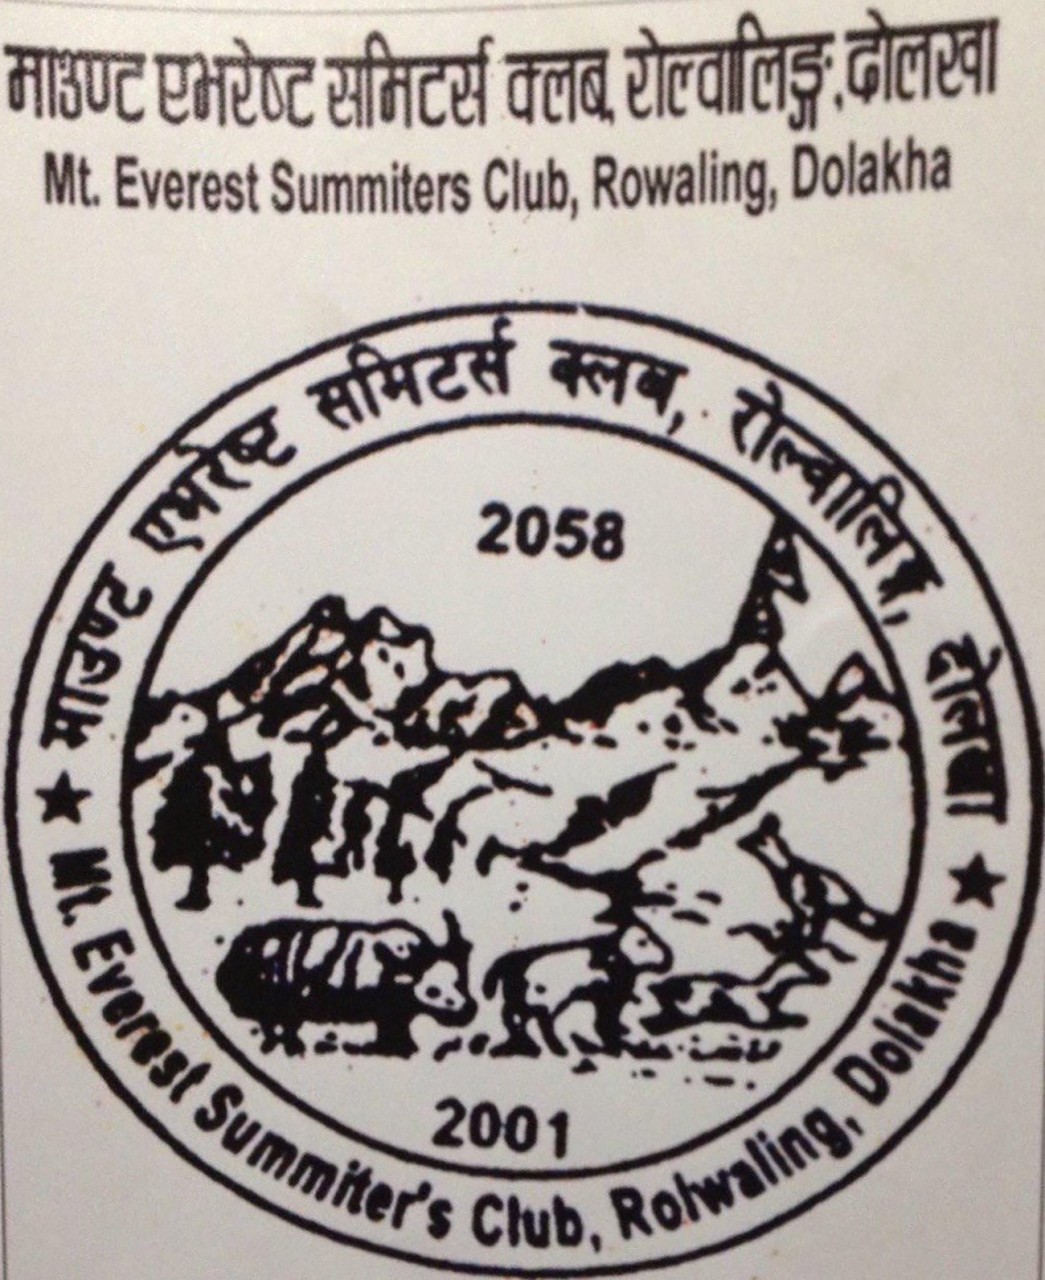 माउण्ट एभरेष्ट समिटर्स क्लब, रोल्वालिङ्ग, दोलखा
Mt. Everest Summiters Club, Rowaling, Dolakha
माउण्ट एभरेष्ट समिटर्स क्लब, रोल्वालिङ्ग, दोलखा
2058
2001
Mt. Everest Summiter's Club, Rolwaling, Dolakha